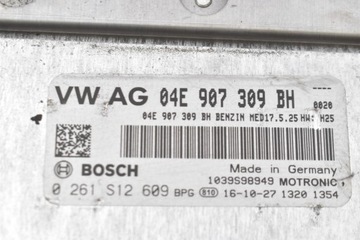 VW AG 04E 907 309 BH ----
0020
04E 907 309 BH BENZIN MED17.5.25 HW: H25
BOSCH
Made in Germany
1039S98949 MOTRONIC
0 261 S12 609 BPG 810 16-10-27 1320 1354